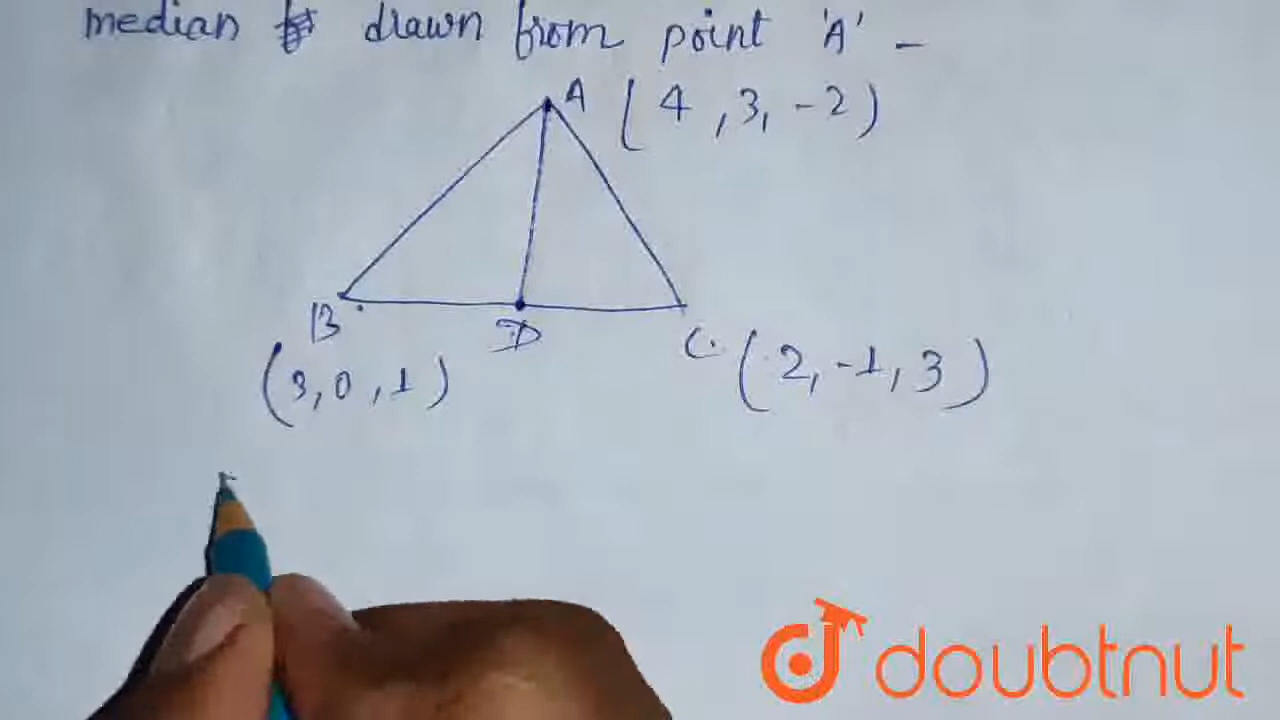 median drawn from point 'A' -
A (4, 3, -2)
B D C
(3, 0, 1) (2, -1, 3)
doubtnut